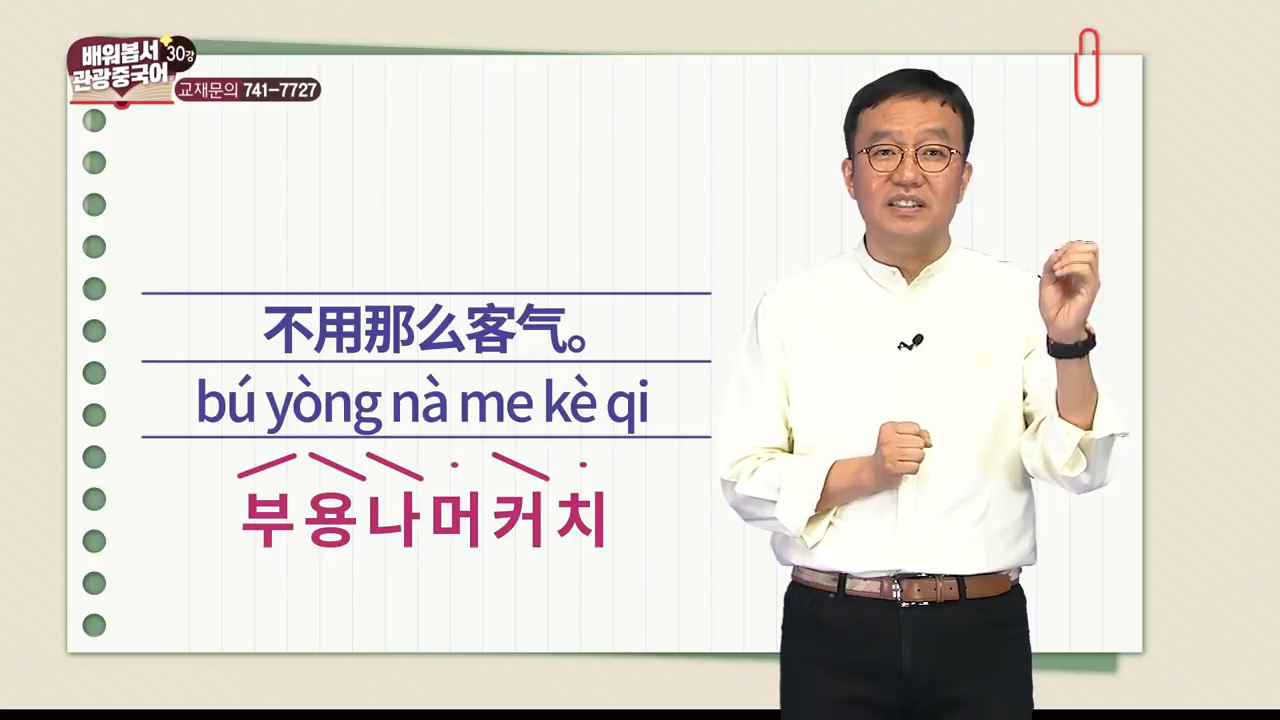 배워봅서 30강
관광중국어
교재문의 741-7727
不用那么客气。
bú yòng nà me kè qi
부용나머커치